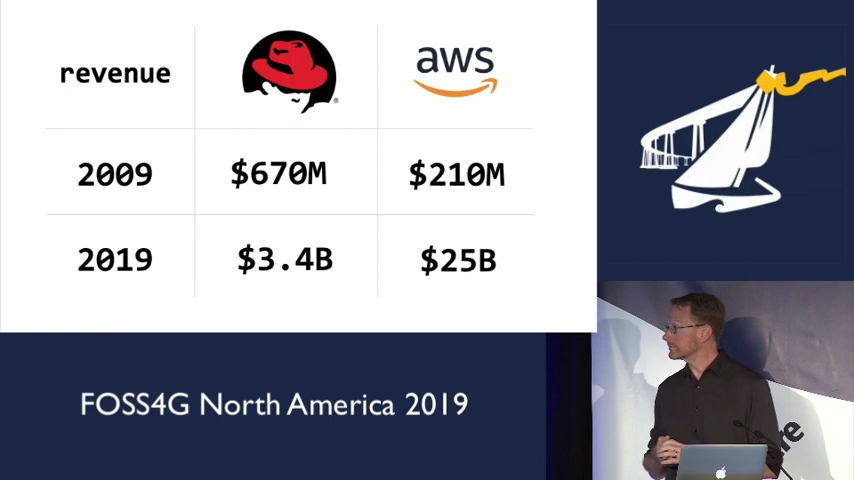 revenue
aws
2009 $670M $210M
2019 $3.4B $25B
FOSS4G North America 2019